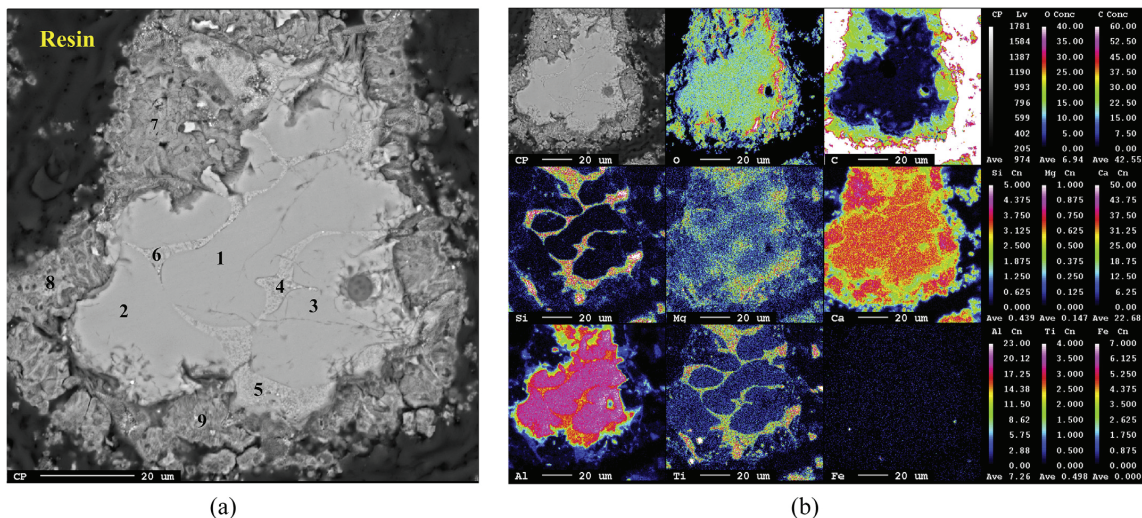 Resin
7
6
1
8
4
2
3
5
9
CP
20 um
(a)
CP 20 um
O 20 um
C 20 um
CP Lv O Conc C Conc
1781 40.00 60.00
1584 35.00 52.50
1387 30.00 45.00
1190 25.00 37.50
993 20.00 30.00
796 15.00 22.50
599 10.00 15.00
402 5.00 7.50
205 0.00 0.00
Ave 974 Ave 6.94 Ave 42.55
Si 20 um
Mg 20 um
Ca 20 um
Si Cn Mg Cn Ca Cn
5.000 1.000 50.00
4.375 0.875 43.75
3.750 0.750 37.50
3.125 0.625 31.25
2.500 0.500 25.00
1.875 0.375 18.75
1.250 0.250 12.50
0.625 0.125 6.25
0.000 0.000 0.00
Ave 0.439 Ave 0.147 Ave 22.68
Al 20 um
Ti 20 um
Fe 20 um
Al Cn Ti Cn Fe Cn
23.00 4.000 7.000
20.12 3.500 6.125
17.25 3.000 5.250
14.38 2.500 4.375
11.50 2.000 3.500
8.62 1.500 2.625
5.75 1.000 1.750
2.88 0.500 0.875
0.00 0.000 0.000
Ave 7.26 Ave 0.498 Ave 0.000
(b)